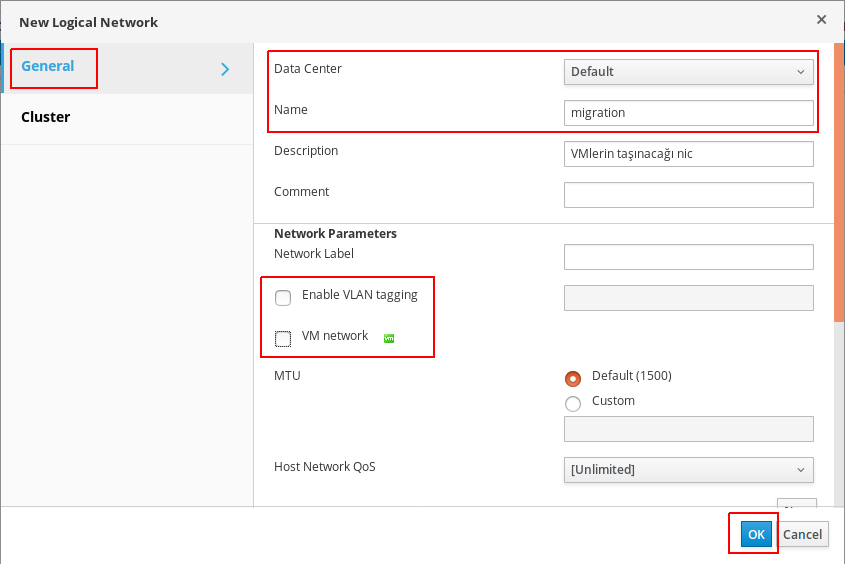 New Logical Network
General
Cluster
Data Center
Default
Name
migration
Description
VMlerin taşınacağı nic
Comment
Network Parameters
Network Label
Enable VLAN tagging
VM network
vm
MTU
Default (1500)
Custom
Host Network QoS
[Unlimited]
OK
Cancel